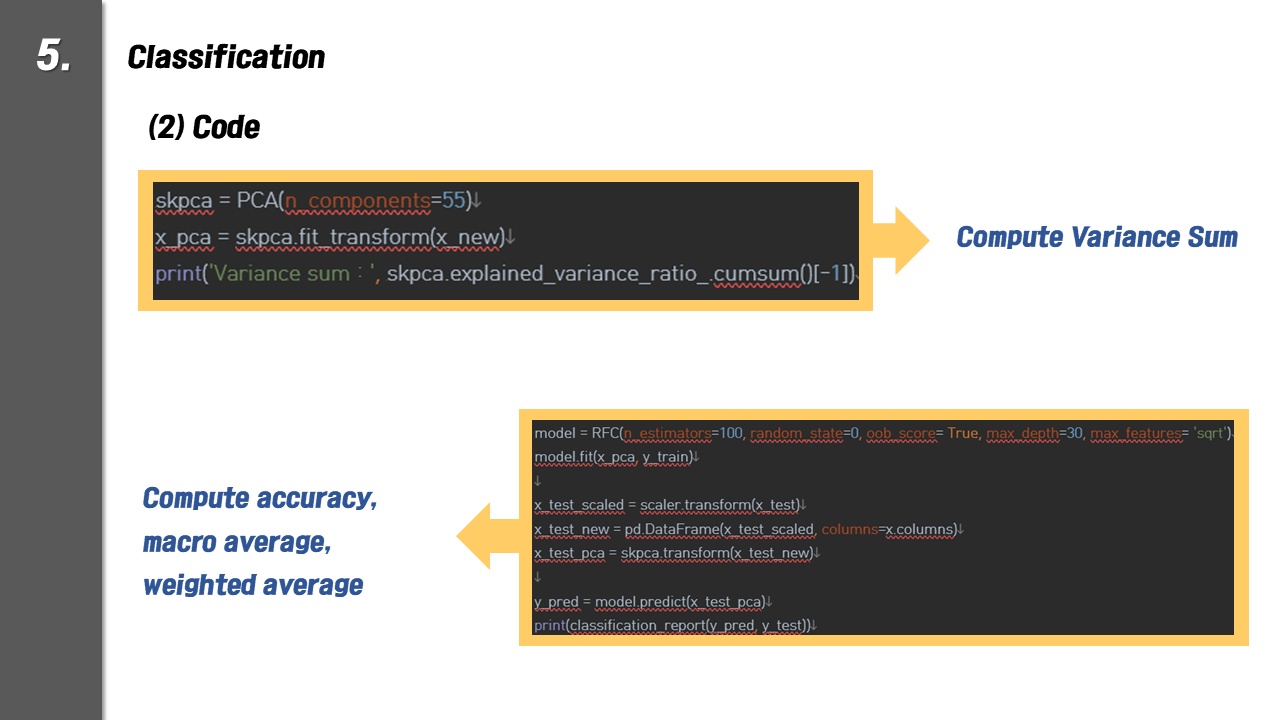 5.
Classification
(2) Code
skpca = PCA(n_components=55)↓
x_pca = skpca.fit_transform(x_new)↓
print('Variance sum : ', skpca.explained_variance_ratio_.cumsum()[-1])↓
Compute Variance Sum
model = RFC(n_estimators=100, random_state=0, oob_score= True, max_depth=30, max_features= 'sqrt')↓
model.fit(x_pca, y_train)↓
↓
x_test_scaled = scaler.transform(x_test)↓
x_test_new = pd.DataFrame(x_test_scaled, columns=x.columns)↓
x_test_pca = skpca.transform(x_test_new)↓
↓
y_pred = model.predict(x_test_pca)↓
print(classification_report(y_pred, y_test))↓
Compute accuracy,
macro average,
weighted average